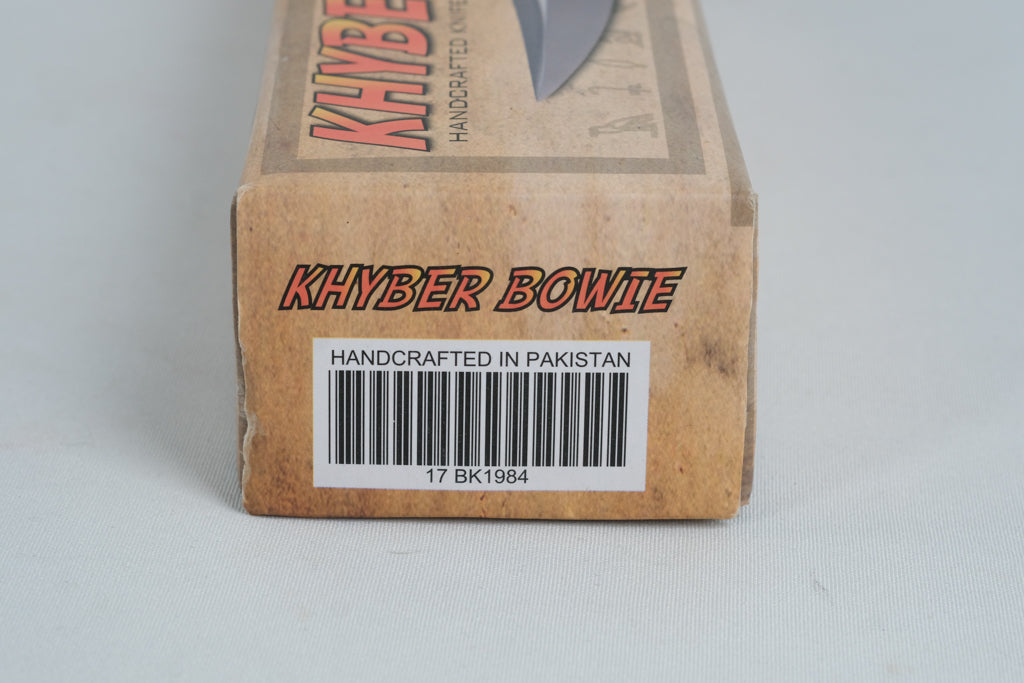 KHYBE
HANDCRAFTED KNIFE
KHYBER BOWIE
HANDCRAFTED IN PAKISTAN
17 BK1984